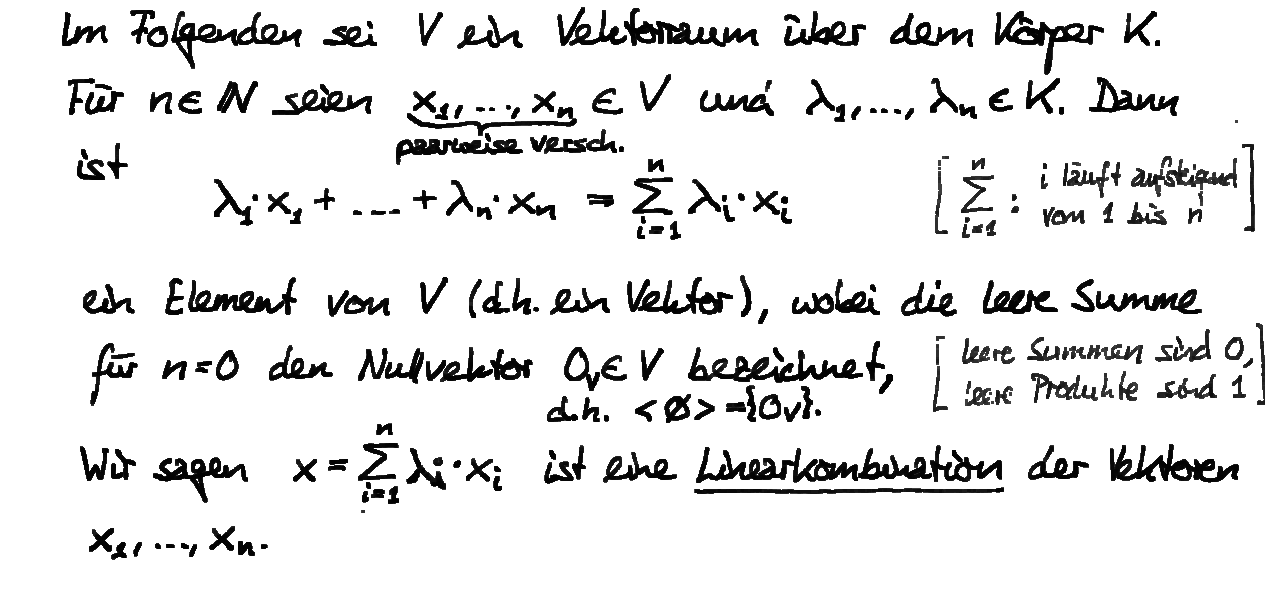 Im Folgenden sei V ein Vektorraum über dem Körper K.
Für n ∈ ℕ seien x₁, ..., xₙ ∈ V und λ₁, ..., λₙ ∈ K. Dann
paarweise versch.
ist
λ₁·x₁ + .... + λₙ·xₙ = ∑_{i=1}^{n} λᵢ·xᵢ
[ ∑_{i=1}^{n} : i läuft aufsteigend
von 1 bis n ]
ein Element von V (d.h. ein Vektor), wobei die leere Summe
für n=0 den Nullvektor 0ᵥ ∈ V bezeichnet,
[ leere Summen sind 0,
leere Produkte sind 1 ]
d.h. <∅> = {0ᵥ}.
Wir sagen x = ∑_{i=1}^{n} λᵢ·xᵢ ist eine Linearkombination der Vektoren
x₁, ..., xₙ.